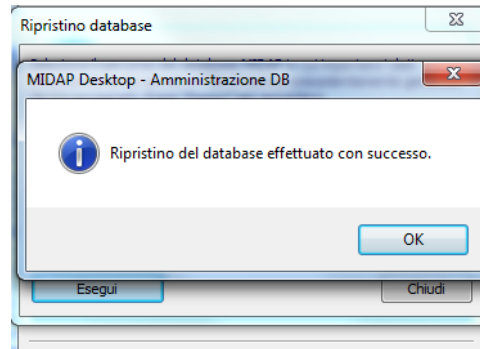 Ripristino database
MIDAP Desktop - Amministrazione DB
Ripristino del database effettuato con successo.
OK
Esegui
Chiudi